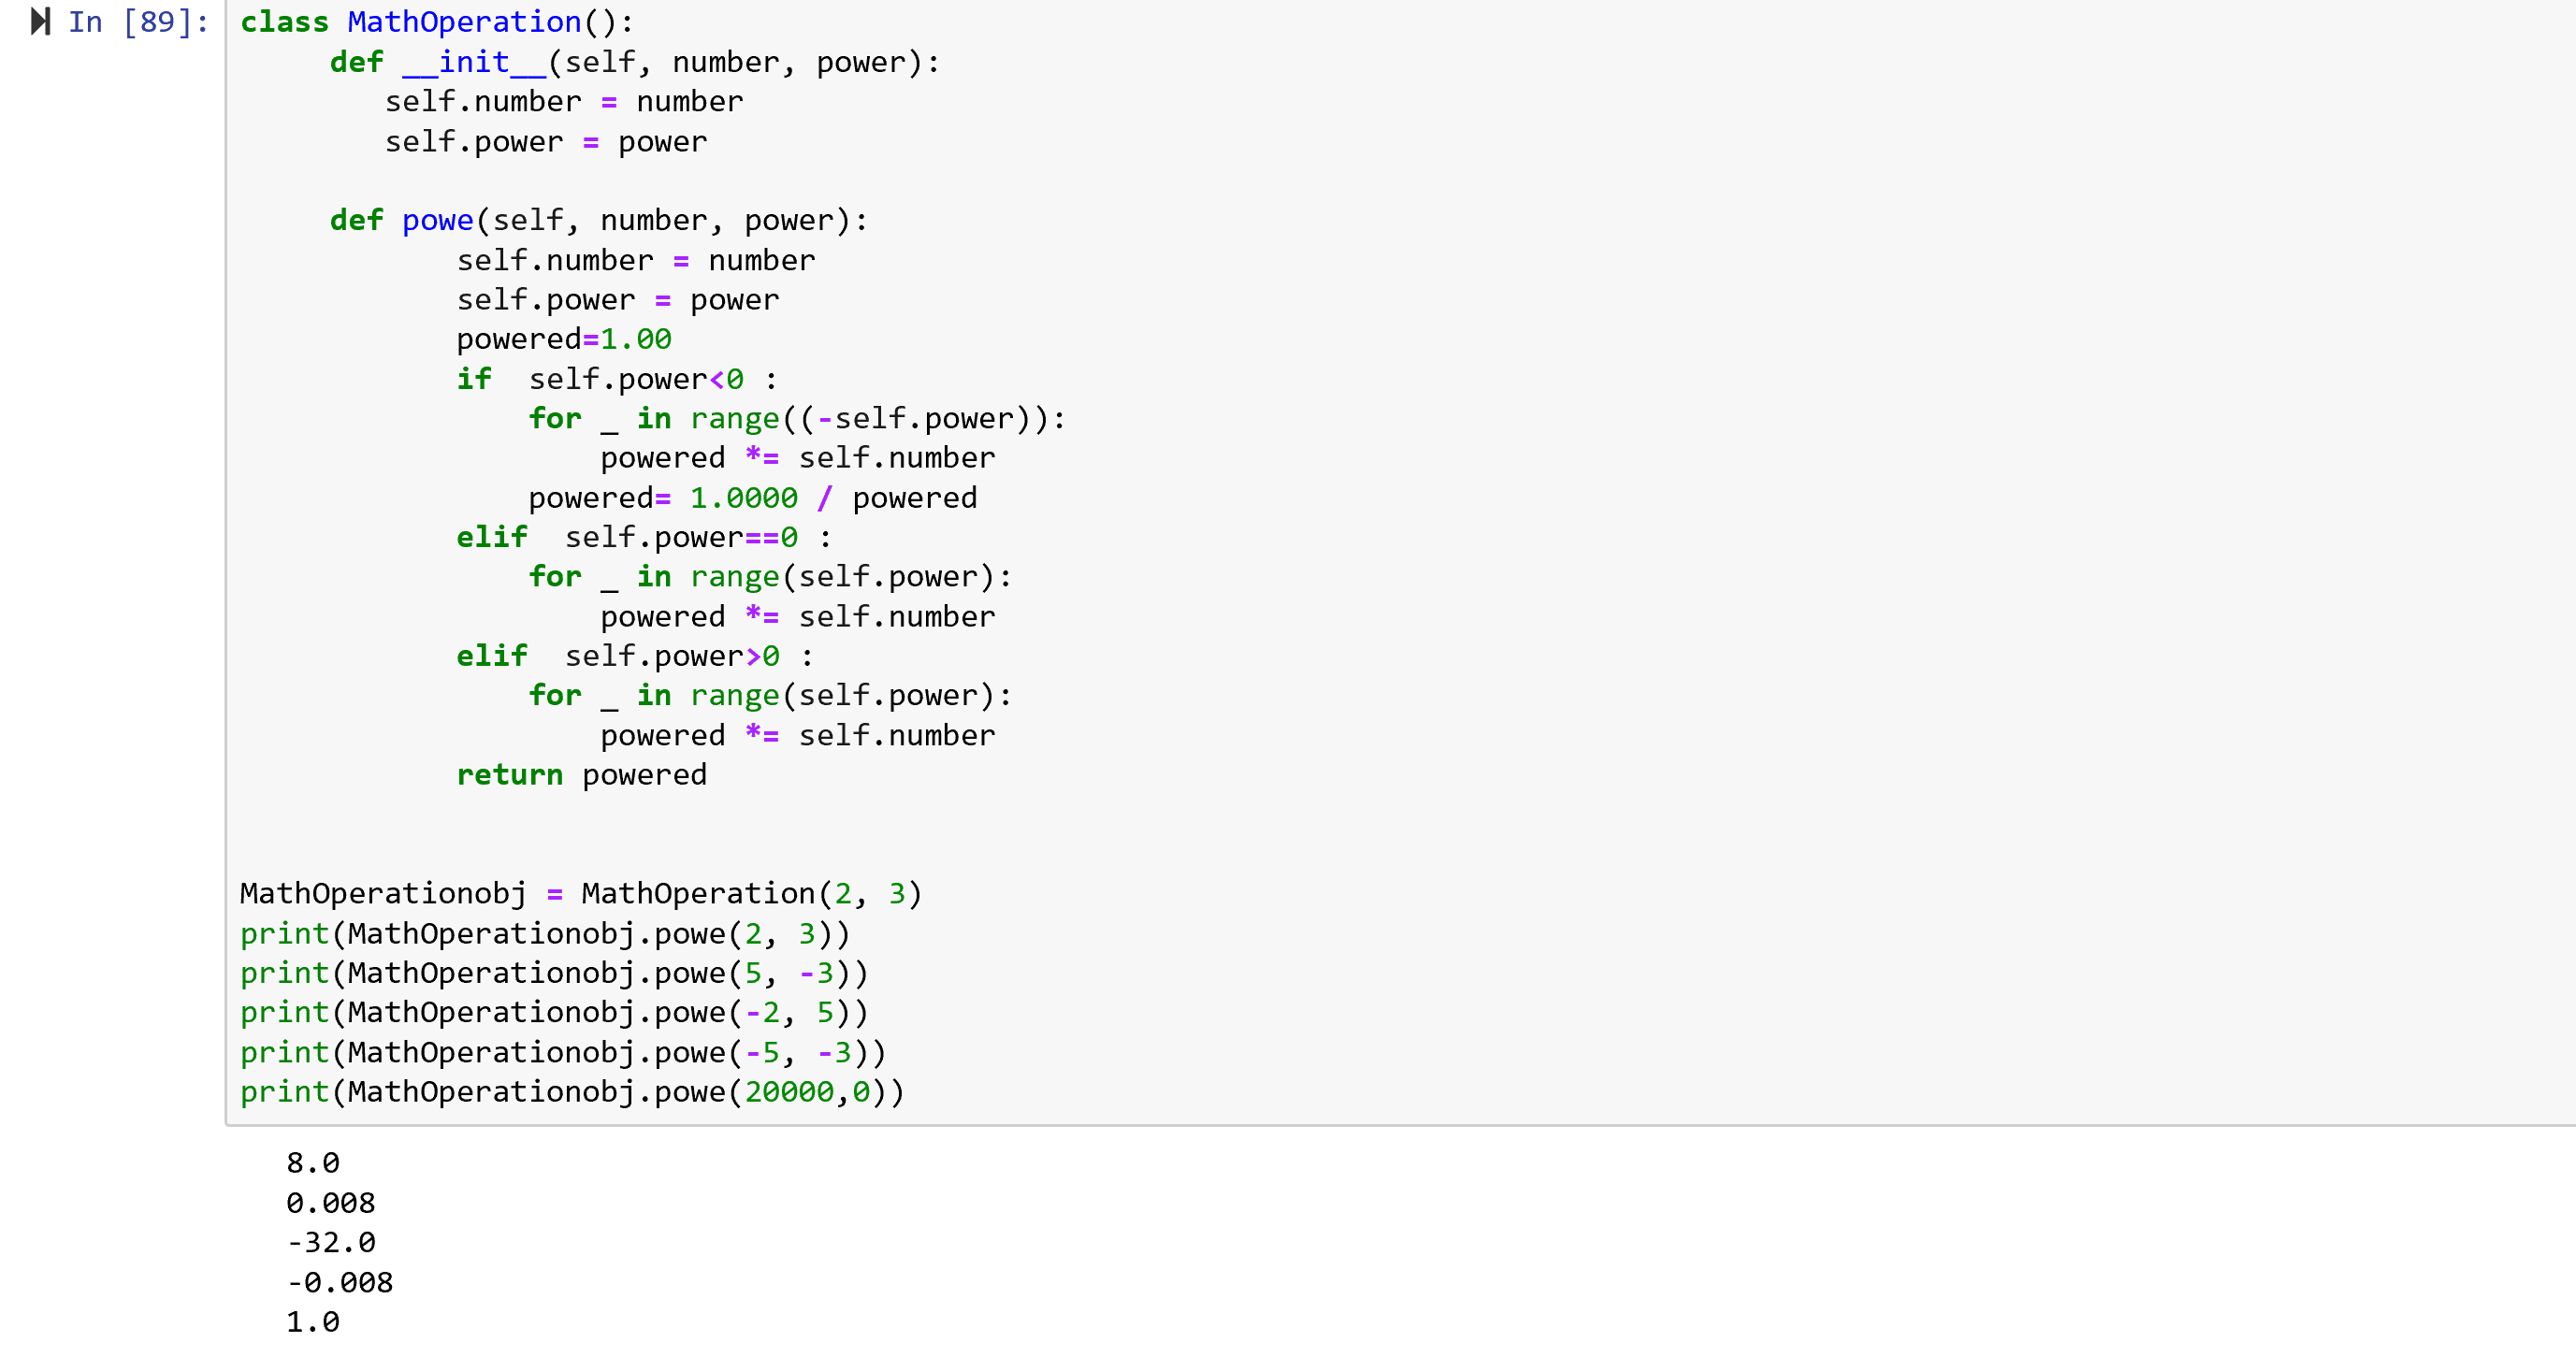 In [89]:
class MathOperation():
     def __init__(self, number, power):
        self.number = number
        self.power = power
     def powe(self, number, power):
            self.number = number
            self.power = power
            powered=1.00
            if  self.power<0 :
                for _ in range((-self.power)):
                    powered *= self.number
                powered= 1.0000 / powered
            elif  self.power==0 :
                for _ in range(self.power):
                    powered *= self.number
            elif  self.power>0 :
                for _ in range(self.power):
                    powered *= self.number
            return powered
MathOperationobj = MathOperation(2, 3)
print(MathOperationobj.powe(2, 3))
print(MathOperationobj.powe(5, -3))
print(MathOperationobj.powe(-2, 5))
print(MathOperationobj.powe(-5, -3))
print(MathOperationobj.powe(20000,0))
8.0
0.008
-32.0
-0.008
1.0